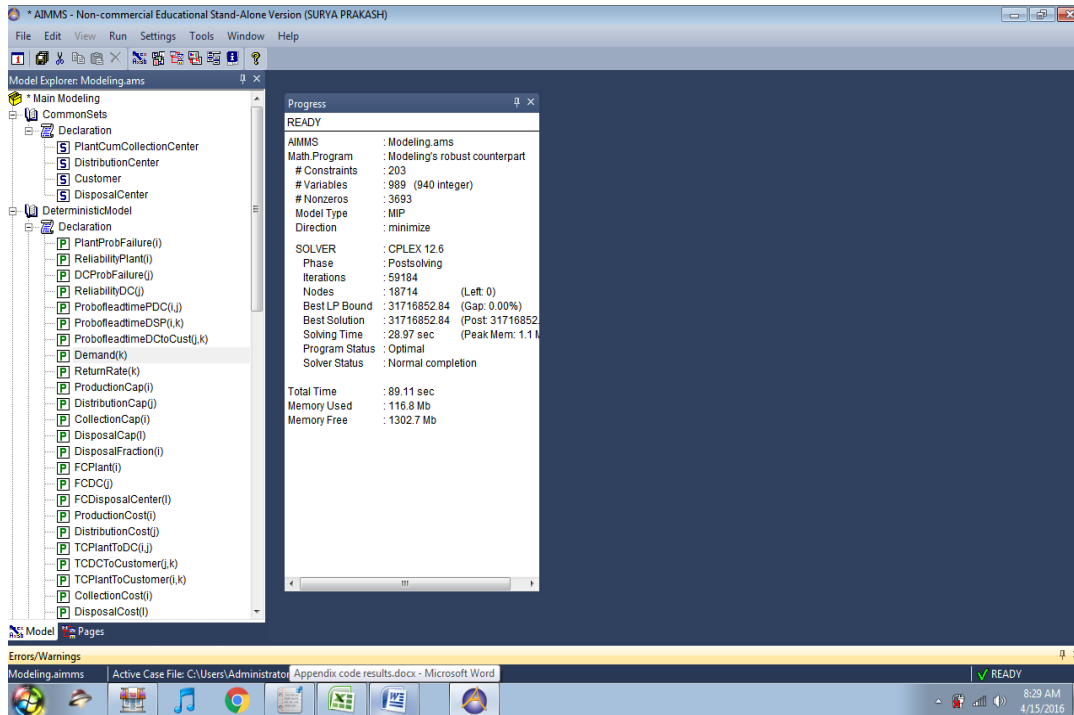 * AIMMS - Non-commercial Educational Stand-Alone Version (SURYA PRAKASH)
File Edit View Run Settings Tools Window Help
Model Explorer: Modeling.ams
* Main Modeling
CommonSets
Declaration
S PlantCumCollectionCenter
S DistributionCenter
S Customer
S DisposalCenter
DeterministicModel
Declaration
P PlantProbFailure(i)
P ReliabilityPlant(i)
P DCProbFailure(j)
P ReliabilityDC(j)
P ProbofleadtimePDC(i,j)
P ProbofleadtimeDSP(i,k)
P ProbofleadtimeDCtoCust(j,k)
P Demand(k)
P ReturnRate(k)
P ProductionCap(i)
P DistributionCap(j)
P CollectionCap(i)
P DisposalCap(l)
P DisposalFraction(i)
P FCPlant(i)
P FCDC(j)
P FCDisposalCenter(l)
P ProductionCost(i)
P DistributionCost(j)
P TCPlantToDC(i,j)
P TCDCToCustomer(j,k)
P TCPlantToCustomer(i,k)
P CollectionCost(i)
P DisposalCost(l)
Model Pages
Progress
READY
AIMMS : Modeling.ams
Math.Program : Modeling's robust counterpart
# Constraints : 203
# Variables : 989 (940 integer)
# Nonzeros : 3693
Model Type : MIP
Direction : minimize
SOLVER : CPLEX 12.6
Phase : Postsolving
Iterations : 59184
Nodes : 18714 (Left: 0)
Best LP Bound : 31716852.84 (Gap: 0.00%)
Best Solution : 31716852.84 (Post: 31716852.
Solving Time : 28.97 sec (Peak Mem: 1.1 M
Program Status : Optimal
Solver Status : Normal completion
Total Time : 89.11 sec
Memory Used : 116.8 Mb
Memory Free : 1302.7 Mb
Errors/Warnings
Modeling.aimms Active Case File: C:\Users\Administrator Appendix code results.docx - Microsoft Word READY
8:29 AM
4/15/2016